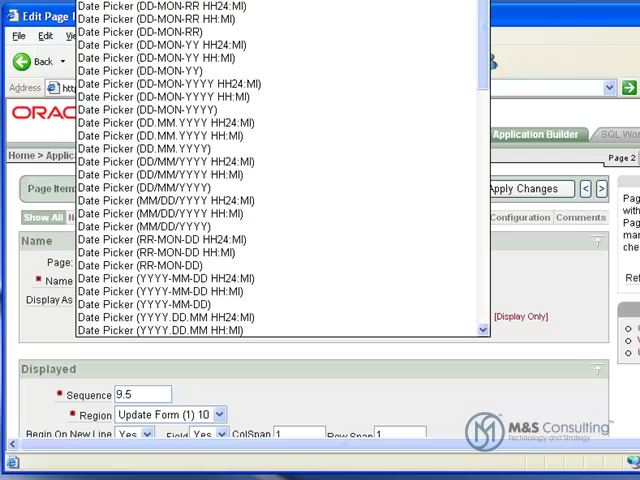 Edit Page I
Date Picker (DD-MON-RR HH24:MI)
Date Picker (DD-MON-RR HH:MI)
File Edit
Date Picker (DD-MON-RR)
Date Picker (DD-MON-YY HH24:MI)
Back
Date Picker (DD-MON-YY HH:MI)
Date Picker (DD-MON-YY)
Address
Date Picker (DD-MON-YYYY HH24:MI)
Date Picker (DD-MON-YYYY HH:MI)
ORAC
Date Picker (DD-MON-YYYY)
Date Picker (DD.MM.YYYY HH24:MI)
Date Picker (DD.MM.YYYY HH:MI)
Application Builder
SQL Wor
Date Picker (DD.MM.YYYY)
Home > Applic
Date Picker (DD/MM/YYYY HH24:MI)
Page 2
Date Picker (DD/MM/YYYY HH:MI)
Page Item:
Date Picker (DD/MM/YYYY)
Apply Changes < >
Date Picker (MM/DD/YYYY HH24:MI)
Date Picker (MM/DD/YYYY HH:MI)
Show All
Configuration Comments
Date Picker (MM/DD/YYYY)
Name
Date Picker (RR-MON-DD HH24:MI)
Date Picker (RR-MON-DD HH:MI)
Page:
Date Picker (RR-MON-DD)
* Name
Date Picker (YYYY-MM-DD HH24:MI)
Date Picker (YYYY-MM-DD HH:MI)
Display As
Date Picker (YYYY-MM-DD)
Date Picker (YYYY.DD.MM HH24:MI)
[Display Only]
Date Picker (YYYY.DD.MM HH:MI)
Displayed
* Sequence 9.5
* Region Update Form (1) 10
Begin On New Line Yes Field Yes ColSpan 1 Row Span 1
M&S Consulting
Technology and Strategy